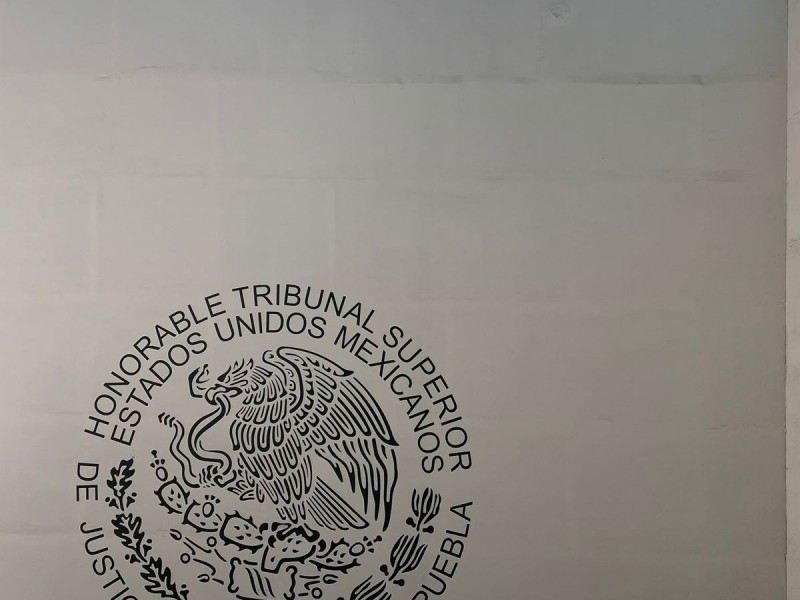 HONORABLE TRIBUNAL SUPERIOR
ESTADOS UNIDOS MEXICANOS
DE
PUEBLA